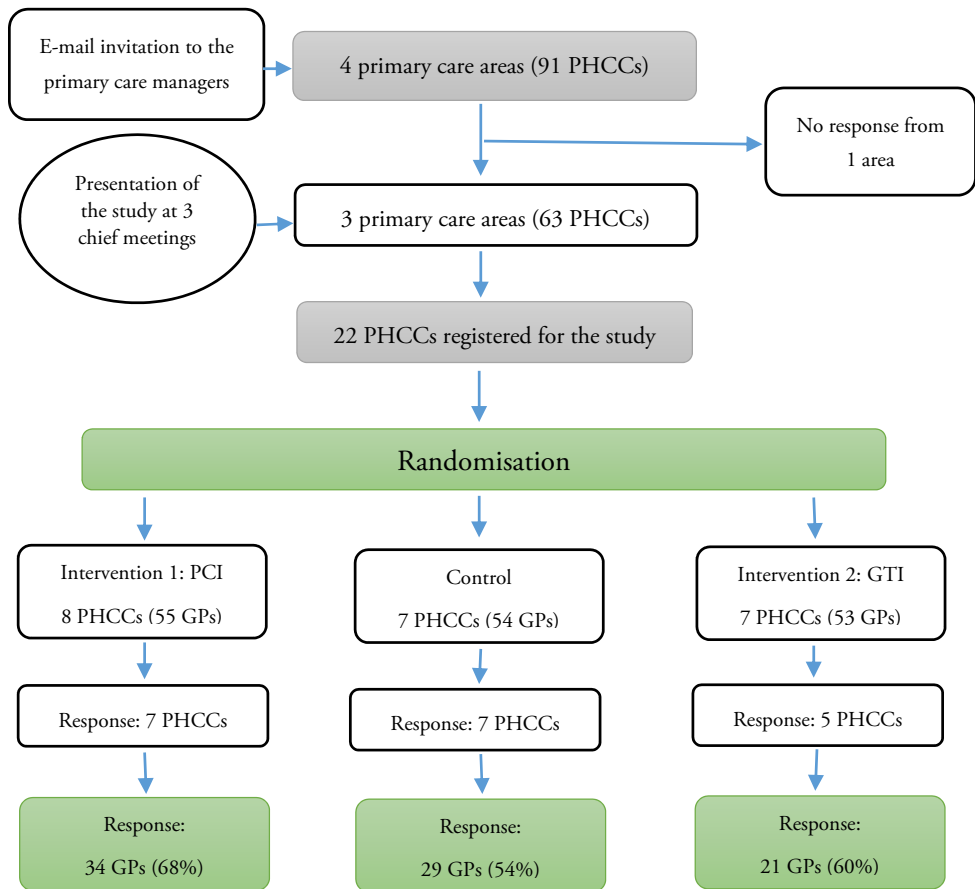 E-mail invitation to the
primary care managers
4 primary care areas (91 PHCCs)
No response from
1 area
Presentation of
the study at 3
chief meetings
3 primary care areas (63 PHCCs)
22 PHCCs registered for the study
Randomisation
Intervention 1: PCI
8 PHCCs (55 GPs)
Control
7 PHCCs (54 GPs)
Intervention 2: GTI
7 PHCCs (53 GPs)
Response: 7 PHCCs
Response: 7 PHCCs
Response: 5 PHCCs
Response:
34 GPs (68%)
Response:
29 GPs (54%)
Response:
21 GPs (60%)